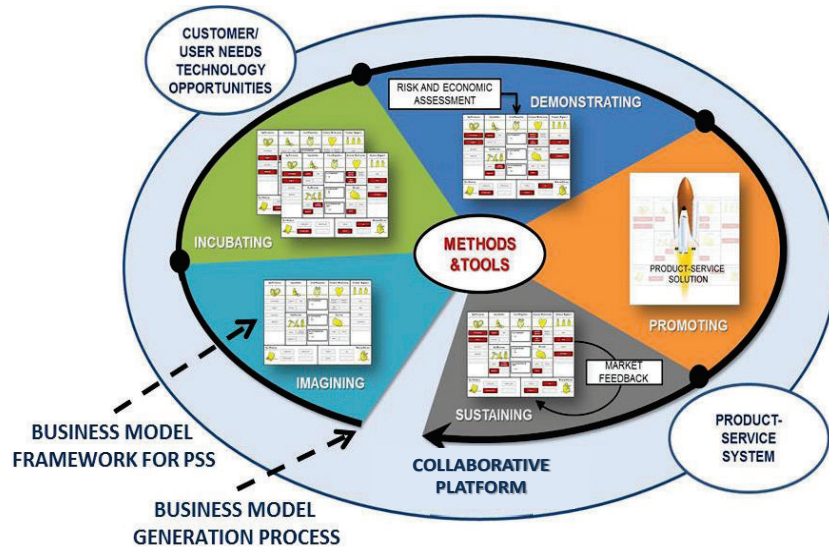 CUSTOMER/
USER NEEDS
TECHNOLOGY
OPPORTUNITIES
RISK AND ECONOMIC
ASSESSMENT
DEMONSTRATING
INCUBATING
METHODS
&TOOLS
PRODUCT-SERVICE
SOLUTION
PROMOTING
IMAGINING
MARKET
FEEDBACK
SUSTAINING
BUSINESS MODEL
FRAMEWORK FOR PSS
COLLABORATIVE
PLATFORM
PRODUCT-
SERVICE
SYSTEM
BUSINESS MODEL
GENERATION PROCESS